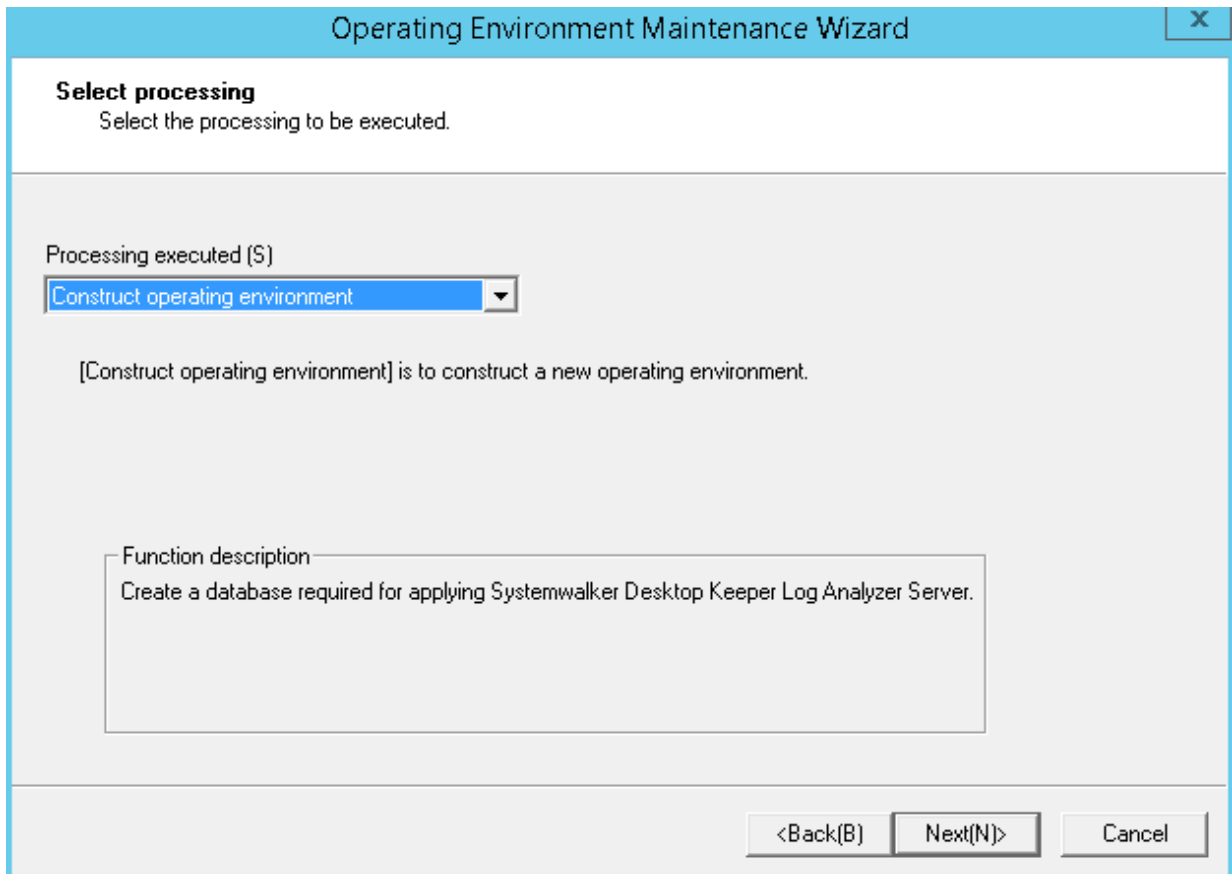 Operating Environment Maintenance Wizard
x
Select processing
Select the processing to be executed.
Processing executed (S)
Construct operating environment
[Construct operating environment] is to construct a new operating environment.
Function description
Create a database required for applying Systemwalker Desktop Keeper Log Analyzer Server.
<Back(B) Next(N)> Cancel